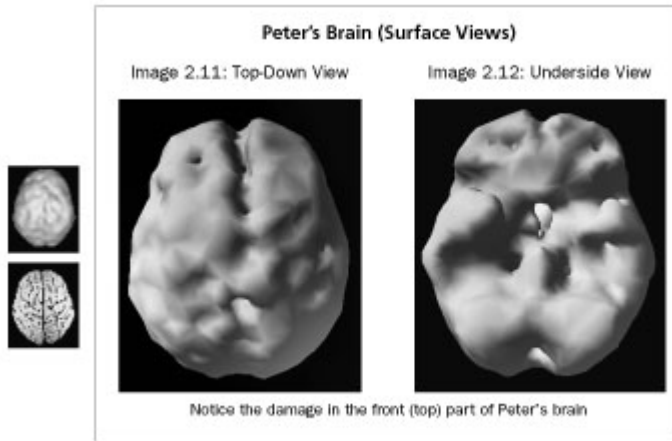 Peter's Brain (Surface Views)
Image 2.11: Top-Down View
Image 2.12: Underside View
Notice the damage in the front (top) part of Peter's brain